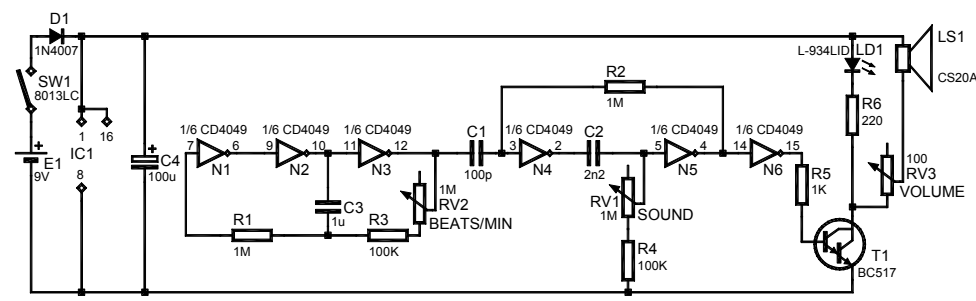 D1
1N4007
SW1
8013LC
E1
9V
+
1
16
IC1
8
+
C4
100u
1/6 CD4049
7
6
N1
1/6 CD4049
9
10
N2
1/6 CD4049
11
12
N3
R1
1M
C3
1u
R3
100K
1M
RV2
BEATS/MIN
C1
100p
R2
1M
1/6 CD4049
3
2
N4
C2
2n2
RV1
1M
SOUND
R4
100K
1/6 CD4049
5
4
N5
1/6 CD4049
14
15
N6
R5
1K
L-934LID
LD1
R6
220
LS1
CS20A
100
RV3
VOLUME
T1
BC517